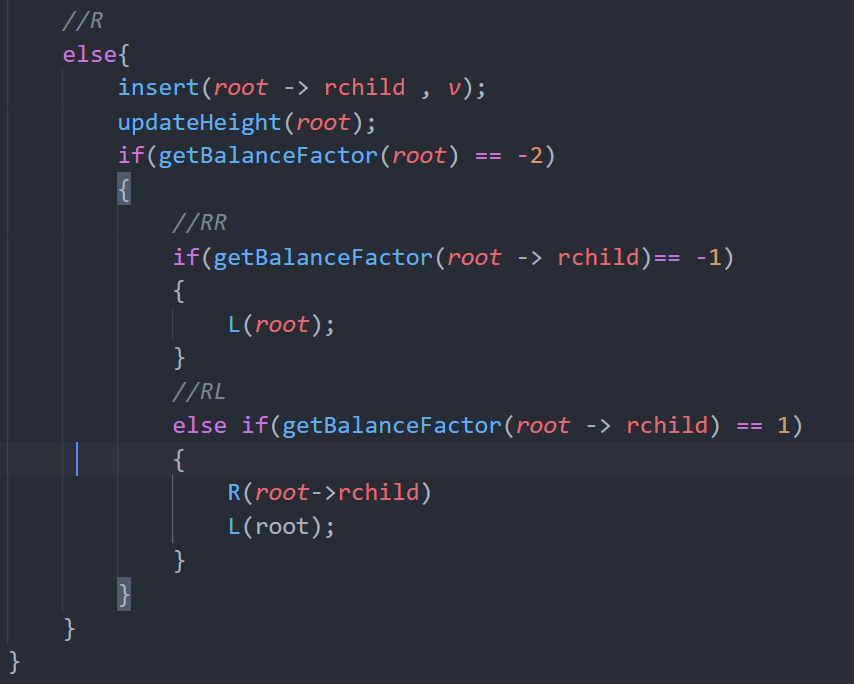 //R
else{
insert(root -> rchild , v);
updateHeight(root);
if(getBalanceFactor(root) == -2)
{
//RR
if(getBalanceFactor(root -> rchild)== -1)
{
L(root);
}
//RL
else if(getBalanceFactor(root -> rchild) == 1)
{
R(root->rchild)
L(root);
}
}
}
}